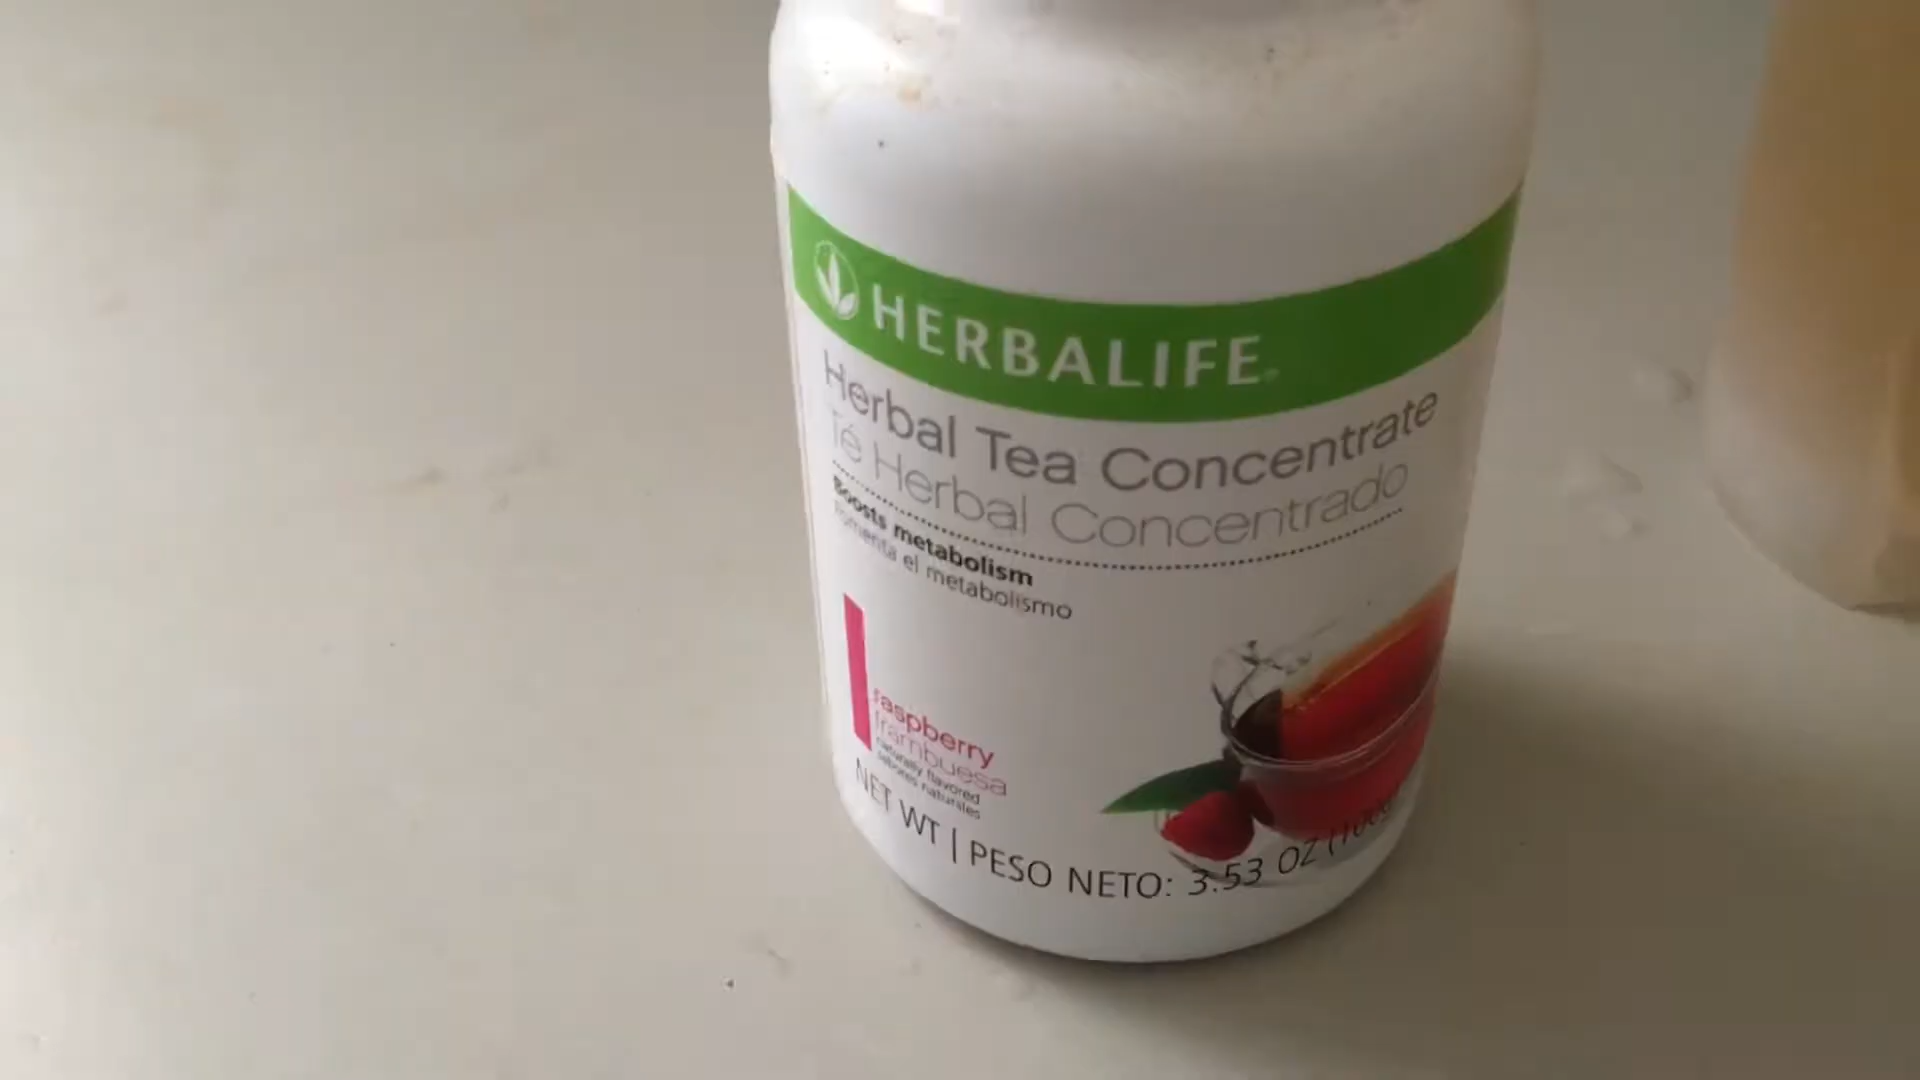 HERBALIFE
Herbal Tea Concentrate
Té Herbal Concentrado
Boosts metabolism
Fomenta el metabolismo
raspberry
frambuesa
naturally flavored
sabores naturales
NET WT | PESO NETO: 3.53 OZ (100g